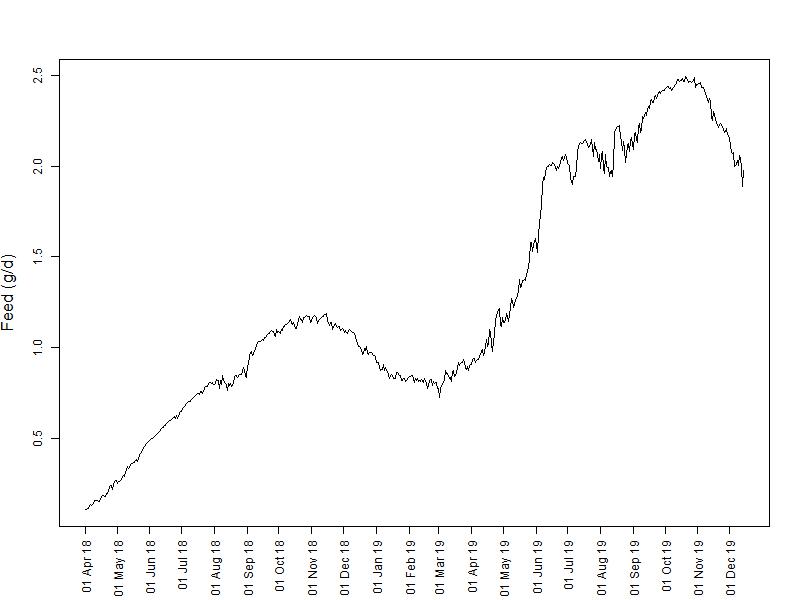 Feed (g/d)
2.5
2.0
1.5
1.0
0.5
01 Apr 18
01 May 18
01 Jun 18
01 Jul 18
01 Aug 18
01 Sep 18
01 Oct 18
01 Nov 18
01 Dec 18
01 Jan 19
01 Feb 19
01 Mar 19
01 Apr 19
01 May 19
01 Jun 19
01 Jul 19
01 Aug 19
01 Sep 19
01 Oct 19
01 Nov 19
01 Dec 19